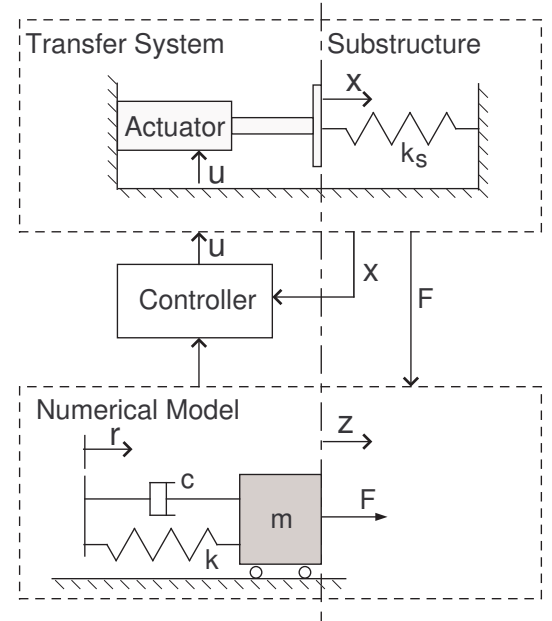 Transfer System
Substructure
x
Actuator
k_s
u
u
Controller
x
F
Numerical Model
r
z
c
F
m
k